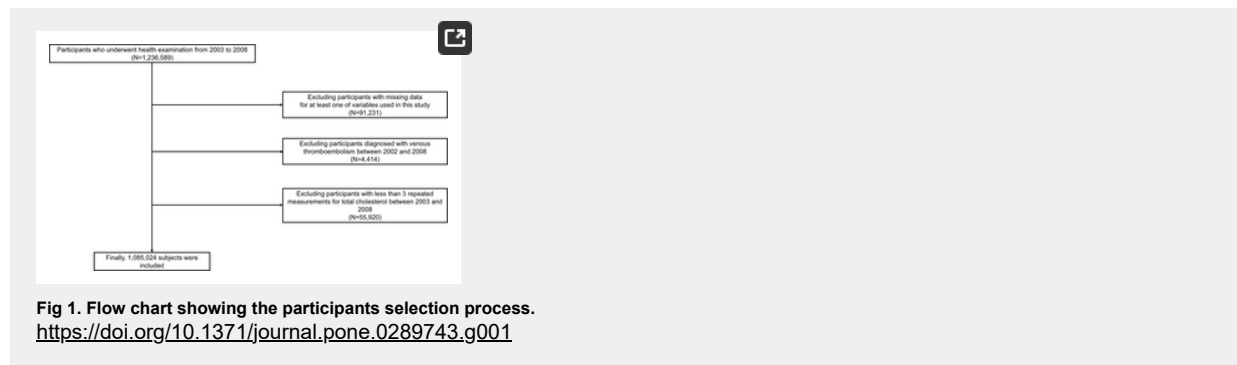 Participants who underwent health examination from 2003 to 2008
(N=1,236,589)
Excluding participants with missing data
for at least one of variables used in this study
(N=91,231)
Excluding participants diagnosed with venous
thromboembolism between 2002 and 2008
(N=4,414)
Excluding participants with less than 3 repeated
measurements for total cholesterol between 2003 and
2008
(N=55,920)
Finally, 1,085,024 subjects were
included
Fig 1. Flow chart showing the participants selection process.
https://doi.org/10.1371/journal.pone.0289743.g001